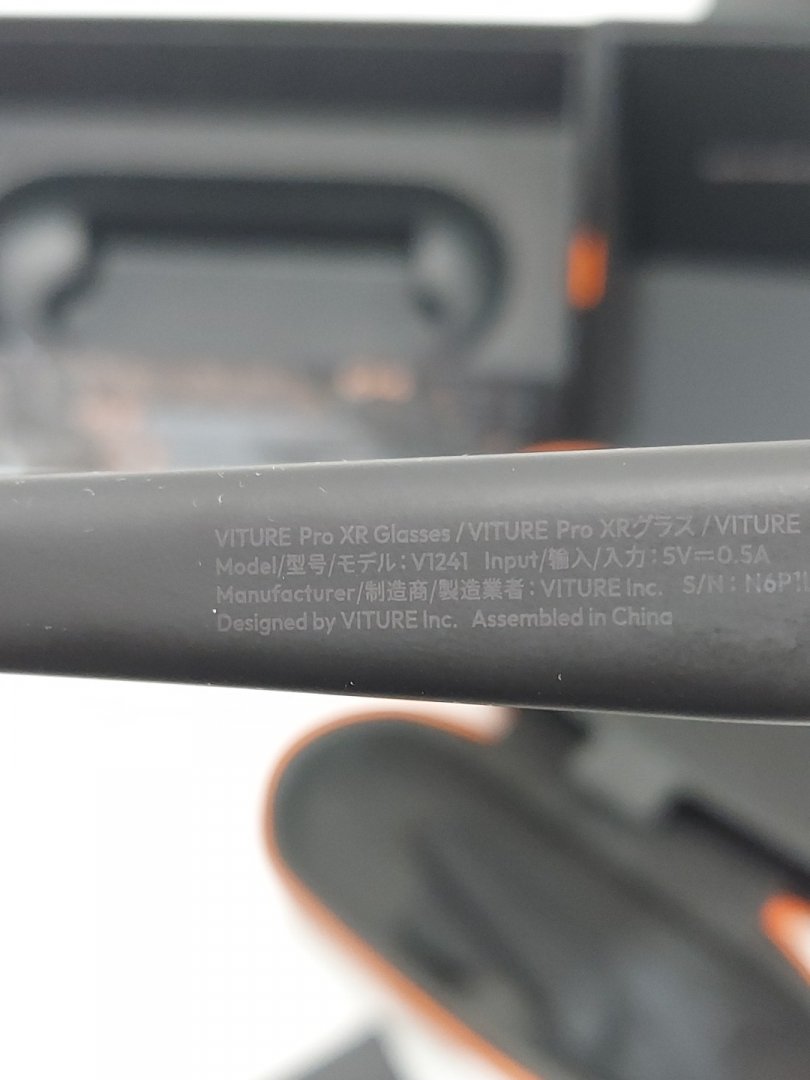 VITURE Pro XR Glasses / VITURE Pro XRグラス / VITURE
Model/型号/モデル: V1241 Input/输入/入力: 5V⎓0.5A
Manufacturer/制造商/製造業者: VITURE Inc. S/N: N6P1
Designed by VITURE Inc. Assembled in China